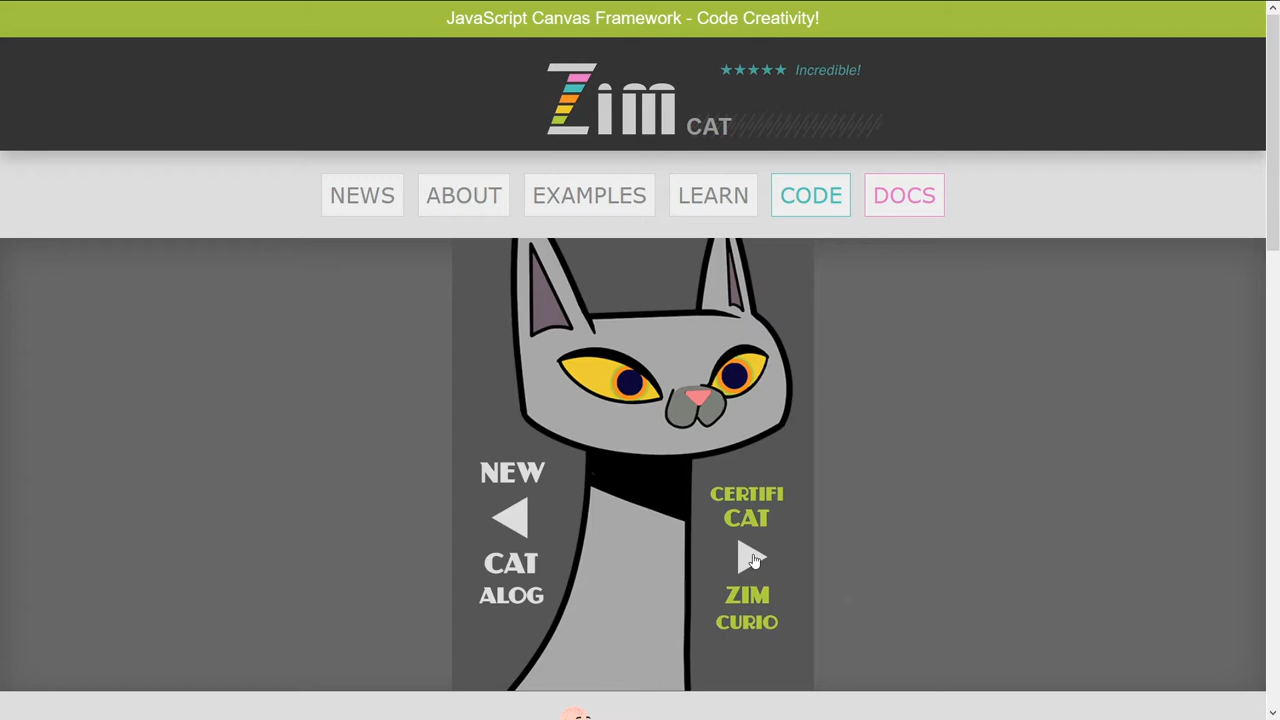 JavaScript Canvas Framework - Code Creativity!
★★★★★ Incredible!
Zim CAT
NEWS ABOUT EXAMPLES LEARN CODE DOCS
NEW
CAT
ALOG
CERTIFI
CAT
ZIM
CURIO